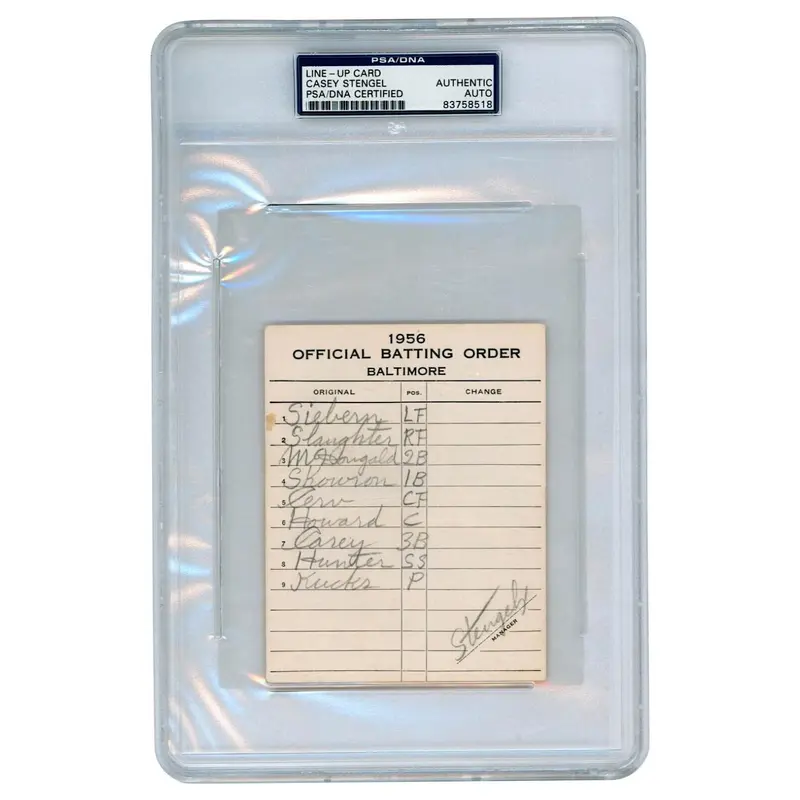 PSA/DNA
LINE-UP CARD
CASEY STENGEL AUTHENTIC
PSA/DNA CERTIFIED AUTO
83758518
1956
OFFICIAL BATTING ORDER
BALTIMORE
ORIGINAL POS. CHANGE
1 Siebern LF
2 Slaughter RF
3 McDougald 2B
4 Skowron 1B
5 Cerv CF
6 Howard C
7 Carey 3B
8 Hunter SS
9 Kucks P
Stengel
MANAGER